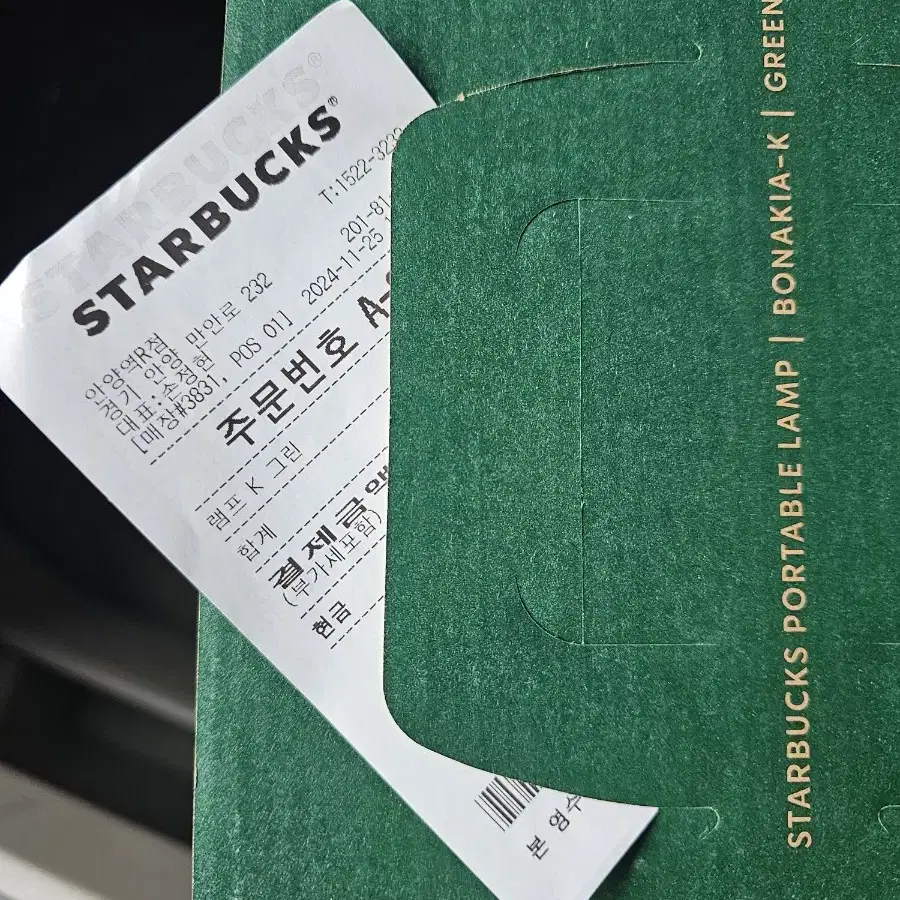 STARBUCKS®
STARBUCKS®
T:1522-3232
안양역R점
경기 안양 만안로 232
201-81
대표:손정현
[매장#3831, POS 01] 2024-11-25
주문번호 A-
램프 K 그린
합계
결제금액
(부가세포함)
현금
본 영수
STARBUCKS PORTABLE LAMP | BONAKIA-K | GREEN